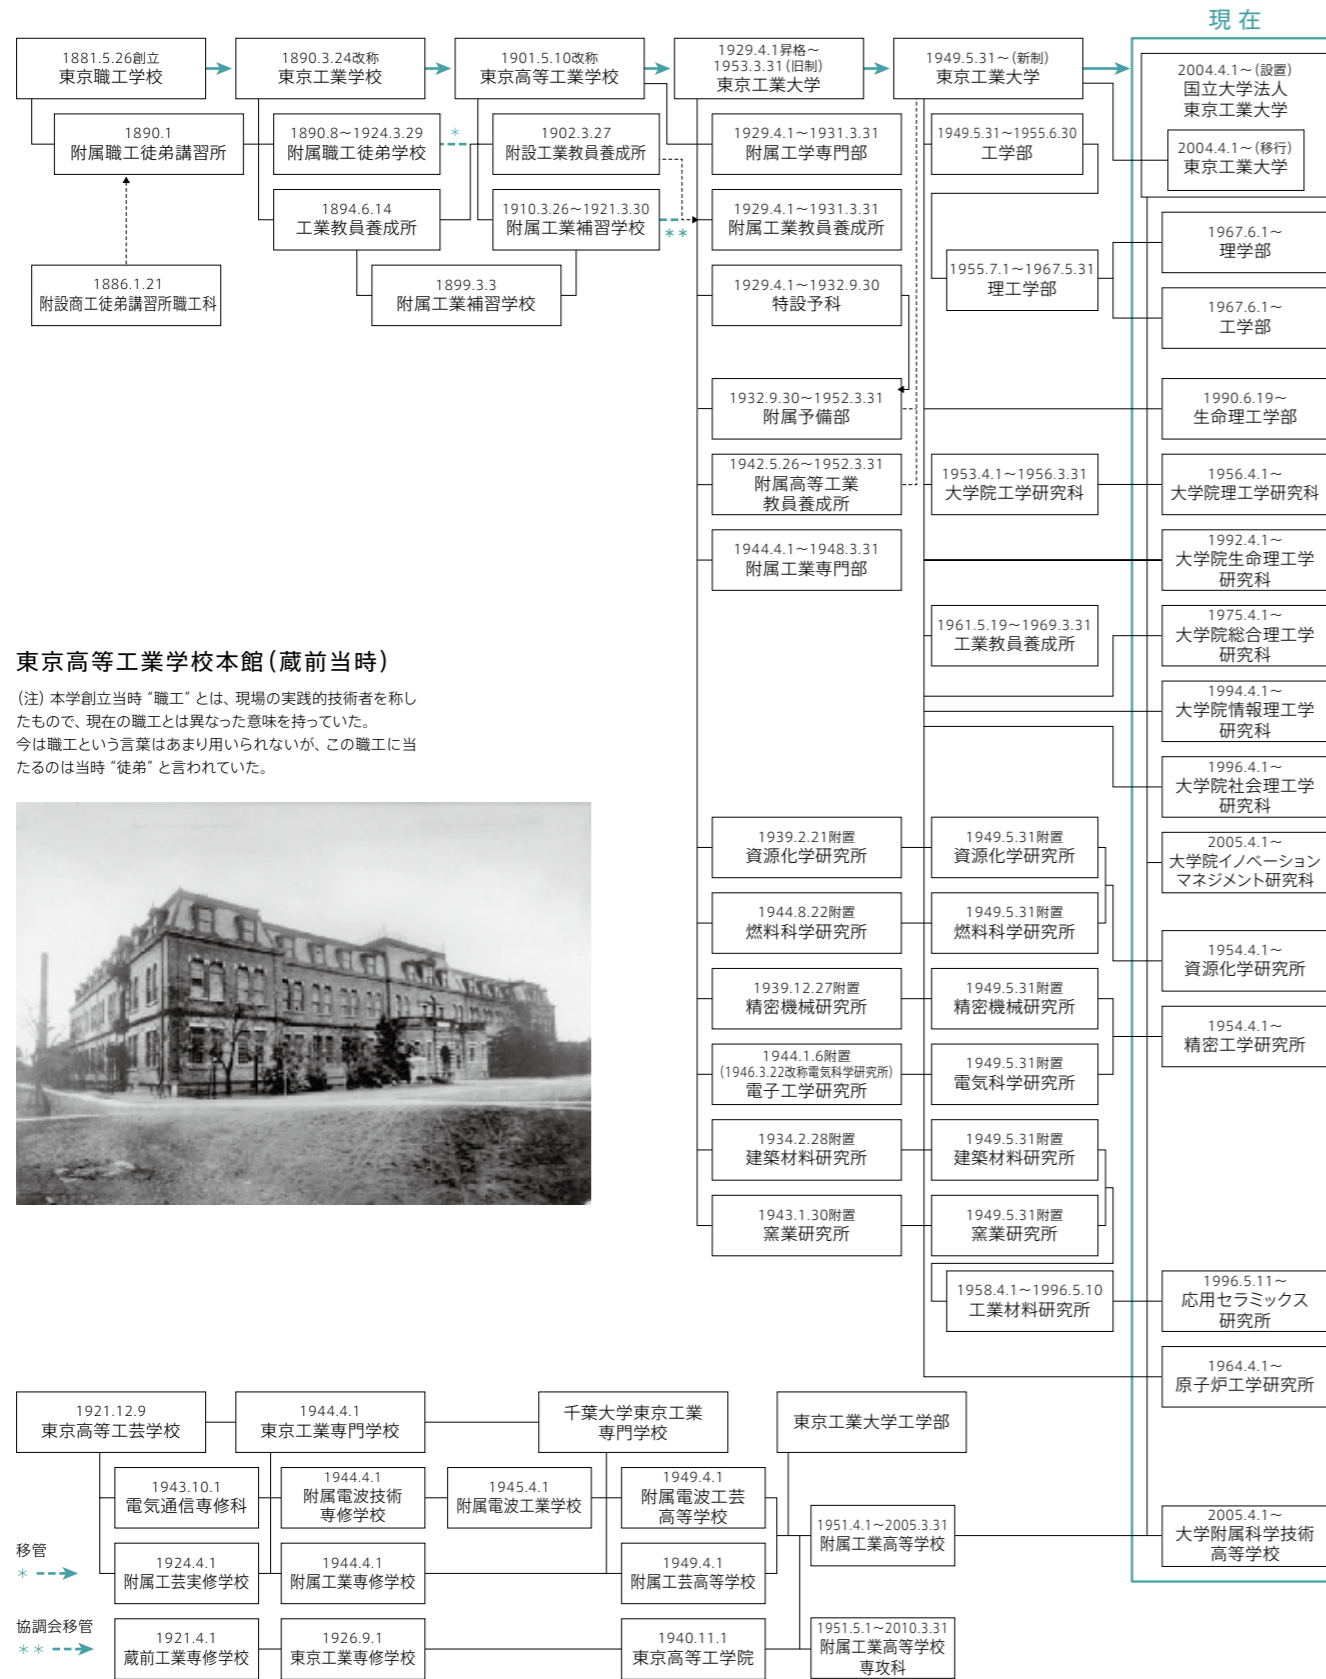 現在
1881.5.26創立
東京職工学校
1890.3.24改称
東京工業学校
1901.5.10改称
東京高等工業学校
1929.4.1昇格～
1953.3.31(旧制)
東京工業大学
1949.5.31～(新制)
東京工業大学
2004.4.1～(設置)
国立大学法人
東京工業大学
2004.4.1～(移行)
東京工業大学
1890.1
附属職工徒弟講習所
1890.8～1924.3.29
附属職工徒弟学校
*
1902.3.27
附設工業教員養成所
1929.4.1～1931.3.31
附属工学専門部
1949.5.31～1955.6.30
工学部
1894.6.14
工業教員養成所
1910.3.26～1921.3.30
附属工業補習学校
**
1929.4.1～1931.3.31
附属工業教員養成所
1967.6.1～
理学部
1886.1.21
附設商工徒弟講習所職工科
1899.3.3
附属工業補習学校
1929.4.1～1932.9.30
特設予科
1955.7.1～1967.5.31
理工学部
1967.6.1～
工学部
1932.9.30～1952.3.31
附属予備部
1990.6.19～
生命理工学部
1942.5.26～1952.3.31
附属高等工業
教員養成所
1953.4.1～1956.3.31
大学院工学研究科
1956.4.1～
大学院理工学研究科
1944.4.1～1948.3.31
附属工業専門部
1992.4.1～
大学院生命理工学
研究科
1961.5.19～1969.3.31
工業教員養成所
1975.4.1～
大学院総合理工学
研究科
東京高等工業学校本館(蔵前当時)
(注) 本学創立当時 “職工” とは、現場の実践的技術者を称し
たもので、現在の職工とは異なった意味を持っていた。
今は職工という言葉はあまり用いられないが、この職工に当
たるのは当時 “徒弟” と言われていた。
1994.4.1～
大学院情報理工学
研究科
1996.4.1～
大学院社会理工学
研究科
1939.2.21附置
資源化学研究所
1949.5.31附置
資源化学研究所
2005.4.1～
大学院イノベーション
マネジメント研究科
1944.8.22附置
燃料科学研究所
1949.5.31附置
燃料科学研究所
1954.4.1～
資源化学研究所
1939.12.27附置
精密機械研究所
1949.5.31附置
精密機械研究所
1954.4.1～
精密工学研究所
1944.1.6附置
(1946.3.22改称電気科学研究所)
電子工学研究所
1949.5.31附置
電気科学研究所
1934.2.28附置
建築材料研究所
1949.5.31附置
建築材料研究所
1943.1.30附置
窯業研究所
1949.5.31附置
窯業研究所
1958.4.1～1996.5.10
工業材料研究所
1996.5.11～
応用セラミックス
研究所
1964.4.1～
原子炉工学研究所
1921.12.9
東京高等工芸学校
1944.4.1
東京工業専門学校
千葉大学東京工業
専門学校
東京工業大学工学部
1943.10.1
電気通信専修科
1944.4.1
附属電波技術
専修学校
1945.4.1
附属電波工業学校
1949.4.1
附属電波工芸
高等学校
1951.4.1～2005.3.31
附属工業高等学校
2005.4.1～
大学附属科学技術
高等学校
移管
*
1924.4.1
附属工芸実修学校
1944.4.1
附属工業専修学校
1949.4.1
附属工芸高等学校
協調会移管
**
1921.4.1
蔵前工業専修学校
1926.9.1
東京工業専修学校
1940.11.1
東京高等工学院
1951.5.1～2010.3.31
附属工業高等学校
専攻科